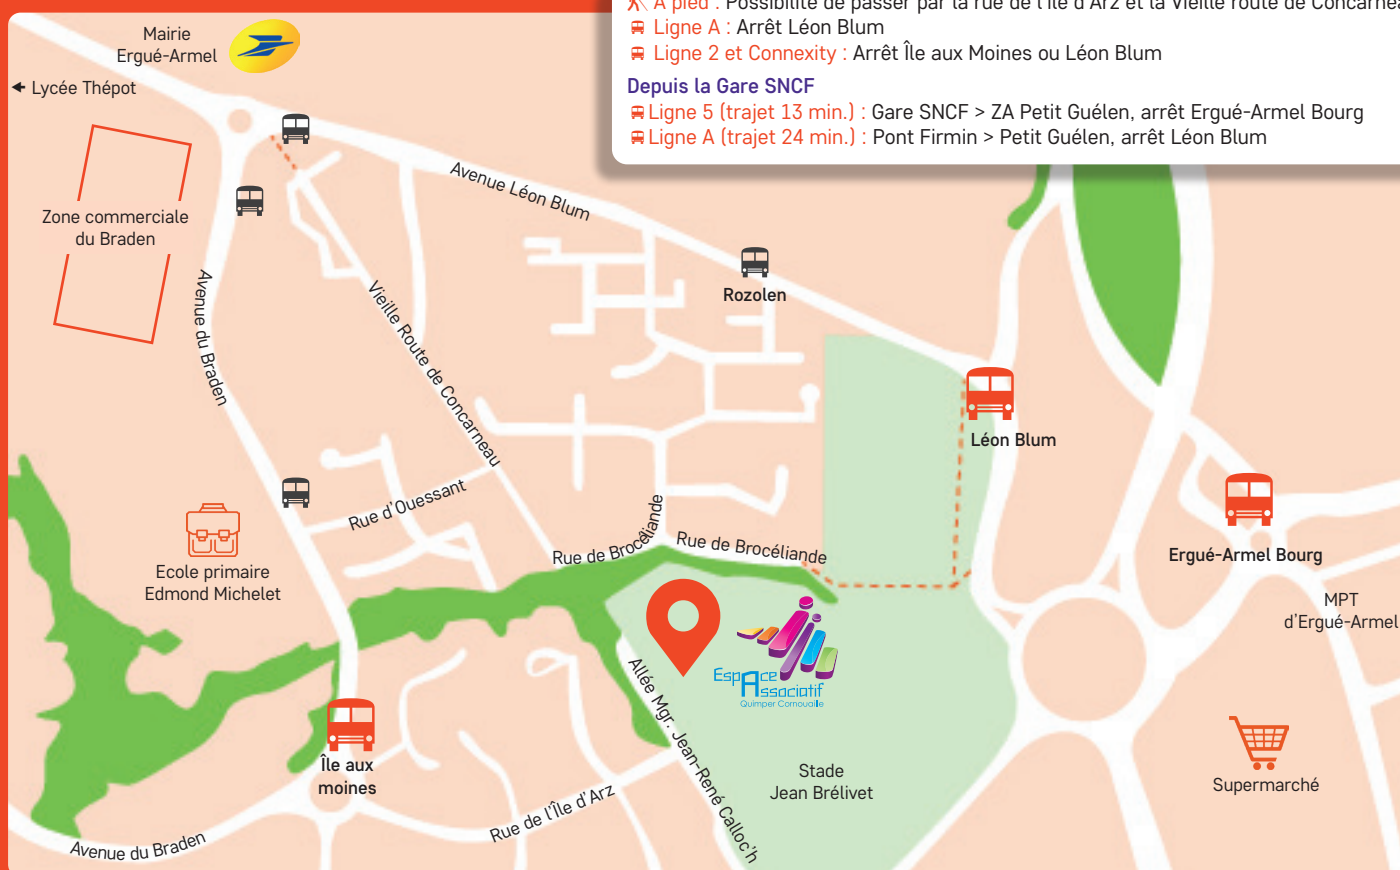 À pied : Possibilité de passer par la rue de l'Île d'Arz et la Vieille route de Concarneau
Ligne A : Arrêt Léon Blum
Ligne 2 et Connexity : Arrêt Île aux Moines ou Léon Blum
Depuis la Gare SNCF
Ligne 5 (trajet 13 min.) : Gare SNCF > ZA Petit Guélen, arrêt Ergué-Armel Bourg
Ligne A (trajet 24 min.) : Pont Firmin > Petit Guélen, arrêt Léon Blum
Mairie
Ergué-Armel
Lycée Thépot
Zone commerciale
du Braden
Avenue Léon Blum
Avenue du Braden
Vieille Route de Concarneau
Rozolen
Léon Blum
Rue d'Ouessant
Rue de Brocéliande
Rue de Brocéliande
Ergué-Armel Bourg
Ecole primaire
Edmond Michelet
MPT
d'Ergué-Armel
Espace
Associatif
Quimper Cornouaille
Allée Mgr. Jean-René Calloc'h
Île aux
moines
Stade
Jean Brélivet
Supermarché
Rue de l'Île d'Arz
Avenue du Braden